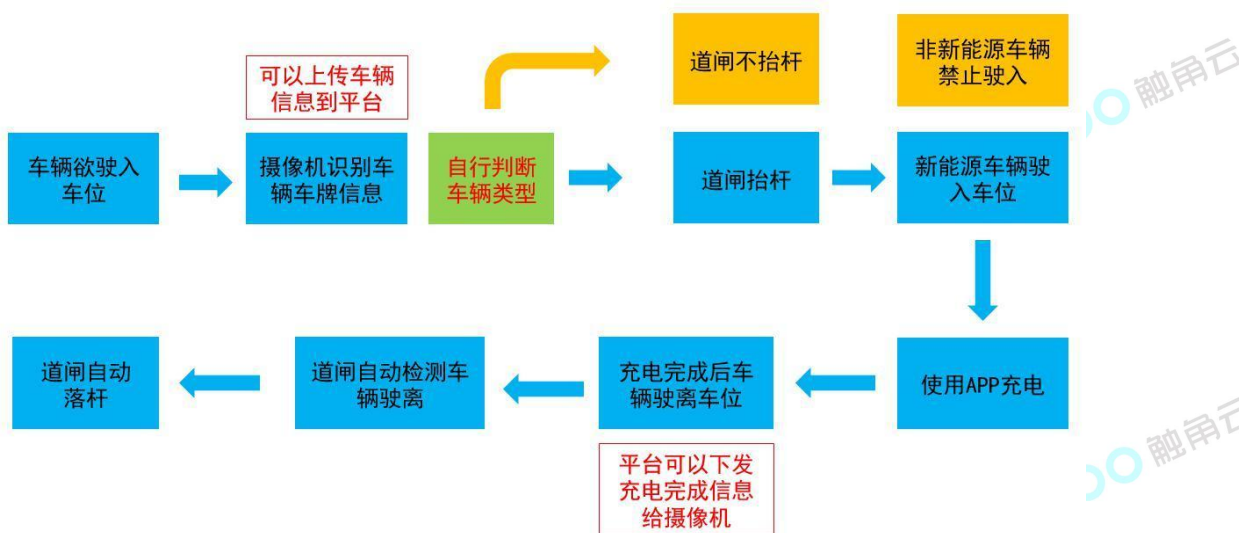 可以上传车辆
信息到平台
道闸不抬杆
非新能源车辆
禁止驶入
融角云
车辆欲驶入
车位
摄像机识别车
辆车牌信息
自行判断
车辆类型
道闸抬杆
新能源车辆驶
入车位
道闸自动
落杆
道闸自动检测车
辆驶离
充电完成后车
辆驶离车位
使用APP充电
平台可以下发
充电完成信息
给摄像机
融角云